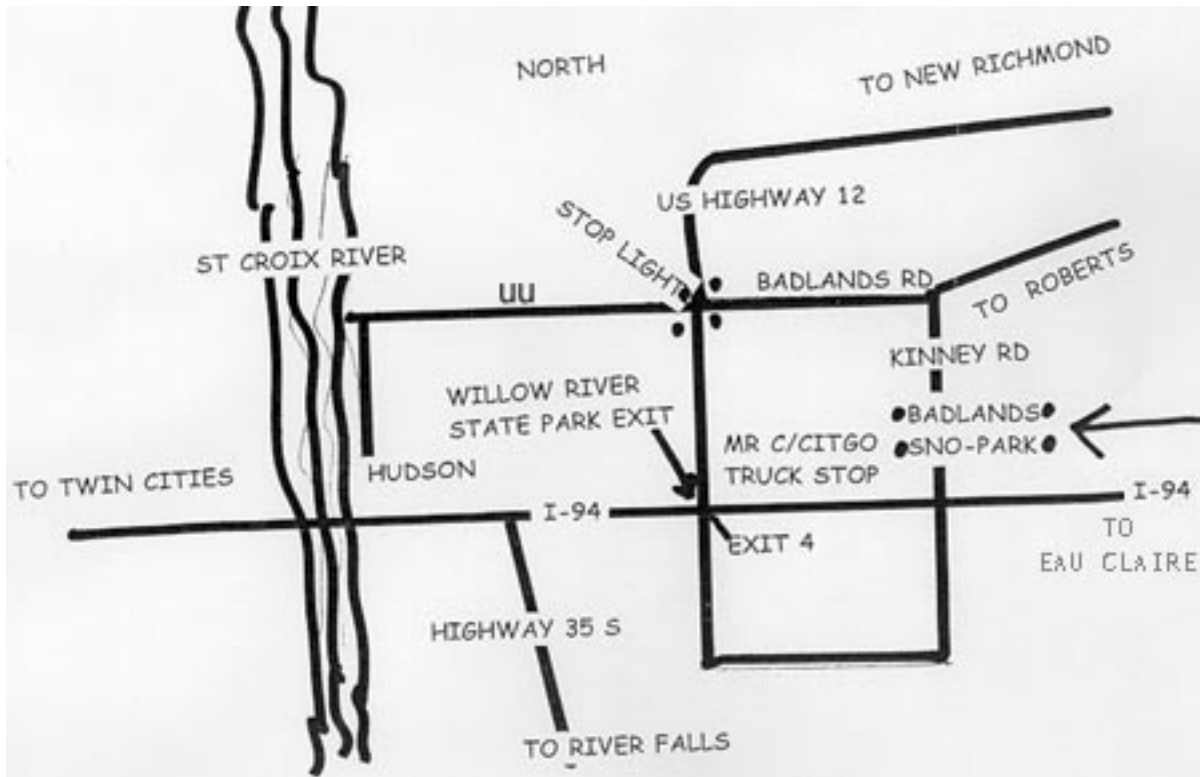 NORTH
TO NEW RICHMOND
US HIGHWAY 12
STOP LIGHT
ST CROIX RIVER
UU
BADLANDS RD
TO ROBERTS
KINNEY RD
WILLOW RIVER
STATE PARK EXIT
BADLANDS
SNO-PARK
MR C/CITGO
TRUCK STOP
HUDSON
TO TWIN CITIES
I-94
I-94
TO
EAU CLAIRE
EXIT 4
HIGHWAY 35 S
TO RIVER FALLS